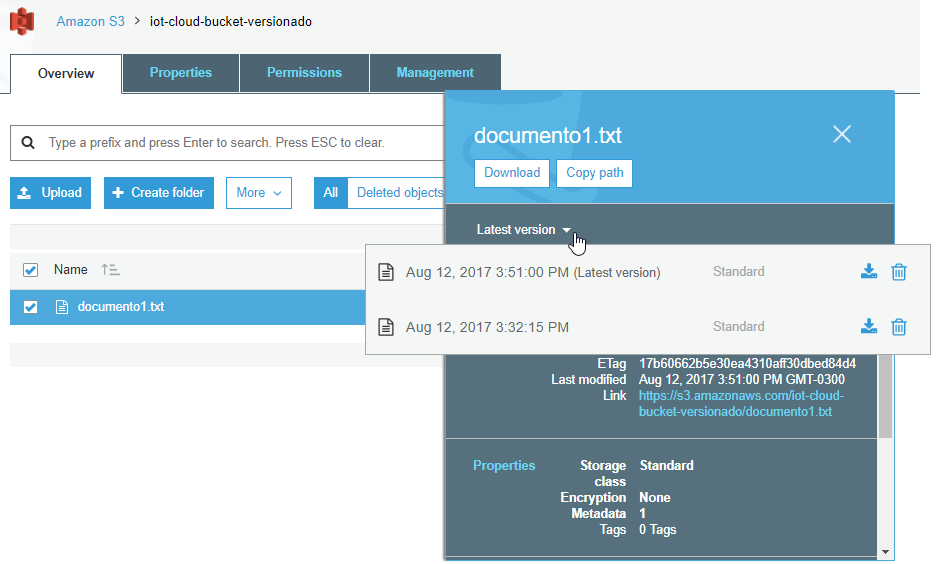 Amazon S3 > iot-cloud-bucket-versionado
Overview Properties Permissions Management
documento1.txt
Type a prefix and press Enter to search. Press ESC to clear.
Download Copy path
Upload Create folder More All Deleted objects
Latest version
Name
Aug 12, 2017 3:51:00 PM (Latest version) Standard
documento1.txt
Aug 12, 2017 3:32:15 PM Standard
ETag 17b60662b5e30ea4310aff30dbed84d4
Last modified Aug 12, 2017 3:51:00 PM GMT-0300
Link https://s3.amazonaws.com/iot-cloud-
bucket-versionado/documento1.txt
Properties Storage Standard
class
Encryption None
Metadata 1
Tags 0 Tags